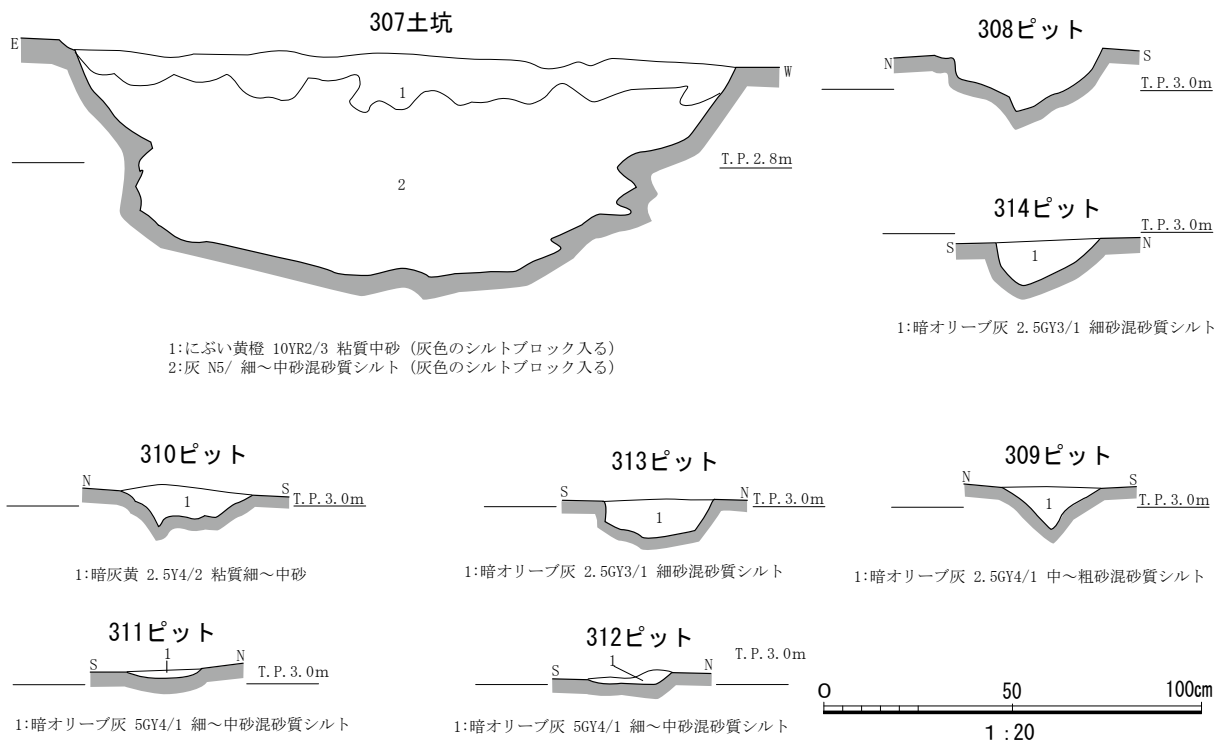 307土坑
E
W
1
2
T.P.2.8m
1:にぶい黄橙 10YR2/3 粘質中砂 (灰色のシルトブロック入る)
2:灰 N5/ 細～中砂混砂質シルト (灰色のシルトブロック入る)
308ピット
N
S
T.P.3.0m
314ピット
T.P.3.0m
S
N
1
1:暗オリーブ灰 2.5GY3/1 細砂混砂質シルト
310ピット
N
S
T.P.3.0m
1
1:暗灰黄 2.5Y4/2 粘質細～中砂
313ピット
S
N
T.P.3.0m
1
1:暗オリーブ灰 2.5GY3/1 細砂混砂質シルト
309ピット
N
S
T.P.3.0m
1
1:暗オリーブ灰 2.5GY4/1 中～粗砂混砂質シルト
311ピット
1
S
N
T.P.3.0m
1:暗オリーブ灰 5GY4/1 細～中砂混砂質シルト
312ピット
1
S
N
T.P.3.0m
1:暗オリーブ灰 5GY4/1 細～中砂混砂質シルト
0 50 100cm
1:20